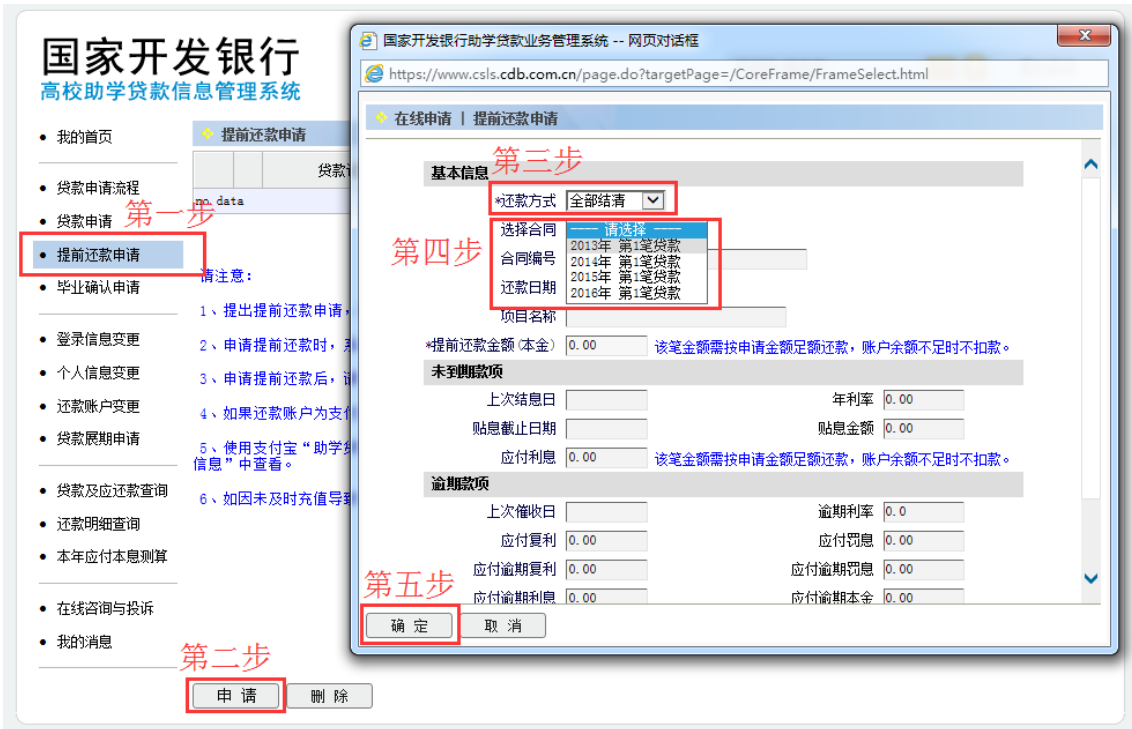 国家开发银行
高校助学贷款信息管理系统
我的首页
贷款申请流程
贷款申请
第一步
提前还款申请
毕业确认申请
登录信息变更
个人信息变更
还款账户变更
贷款展期申请
贷款及应还款查询
还款明细查询
本年应付本息测算
在线咨询与投诉
我的消息
提前还款申请
贷款
no data
请注意:
1、提出提前还款申请,
2、申请提前还款时,
3、申请提前还款后,
4、如果还款账户为支付
5、使用支付宝“助学贷
信息”中查看。
6、如因未及时充值导致
第二步
申 请
删 除
国家开发银行助学贷款业务管理系统 -- 网页对话框
x
https://www.csls.cdb.com.cn/page.do?targetPage=/CoreFrame/FrameSelect.html
在线申请 | 提前还款申请
第三步
基本信息
*还款方式 全部结清
第四步
选择合同 ---- 请选择 ----
2013年 第1笔贷款
合同编号 2014年 第1笔贷款
2015年 第1笔贷款
还款日期 2016年 第1笔贷款
项目名称
*提前还款金额(本金) 0.00 该笔金额需按申请金额足额还款,账户余额不足时不扣款。
未到期款项
上次结息日 年利率 0.00
贴息截止日期 贴息金额 0.00
应付利息 0.00 该笔金额需按申请金额足额还款,账户余额不足时不扣款。
逾期款项
上次催收日 逾期利率 0.0
应付复利 0.00 应付罚息 0.00
应付逾期复利 0.00 应付逾期罚息 0.00
第五步
应付逾期利息 0.00 应付逾期本金 0.00
确 定
取 消